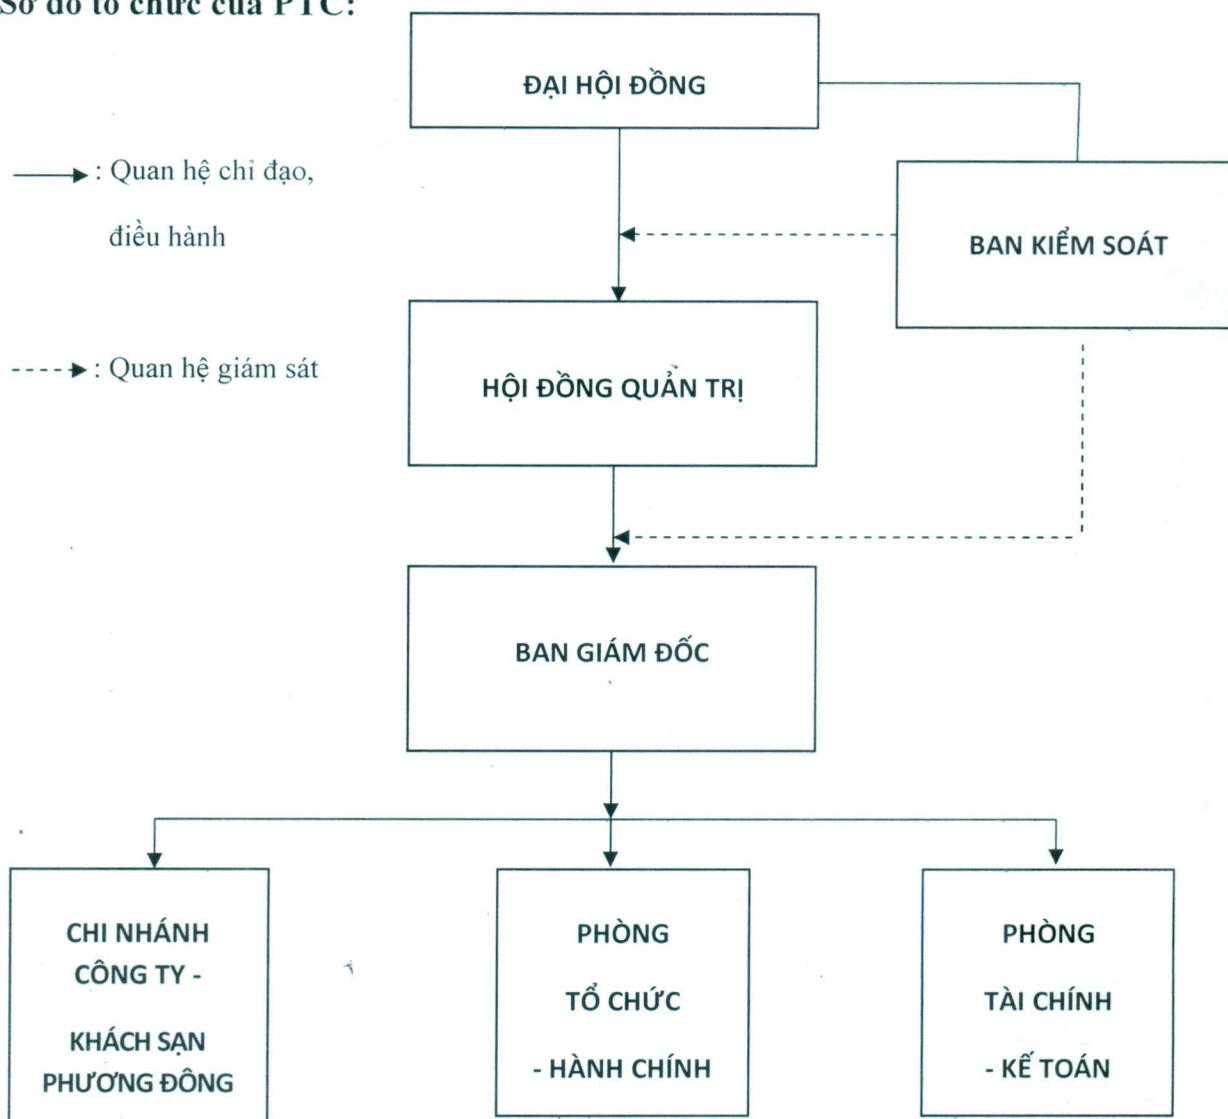 Sơ đồ tổ chức của PTC:
ĐẠI HỘI ĐỒNG
: Quan hệ chỉ đạo,
điều hành
BAN KIỂM SOÁT
: Quan hệ giám sát
HỘI ĐỒNG QUẢN TRỊ
BAN GIÁM ĐỐC
CHI NHÁNH
CÔNG TY -
KHÁCH SẠN
PHƯƠNG ĐÔNG
PHÒNG
TỔ CHỨC
- HÀNH CHÍNH
PHÒNG
TÀI CHÍNH
- KẾ TOÁN